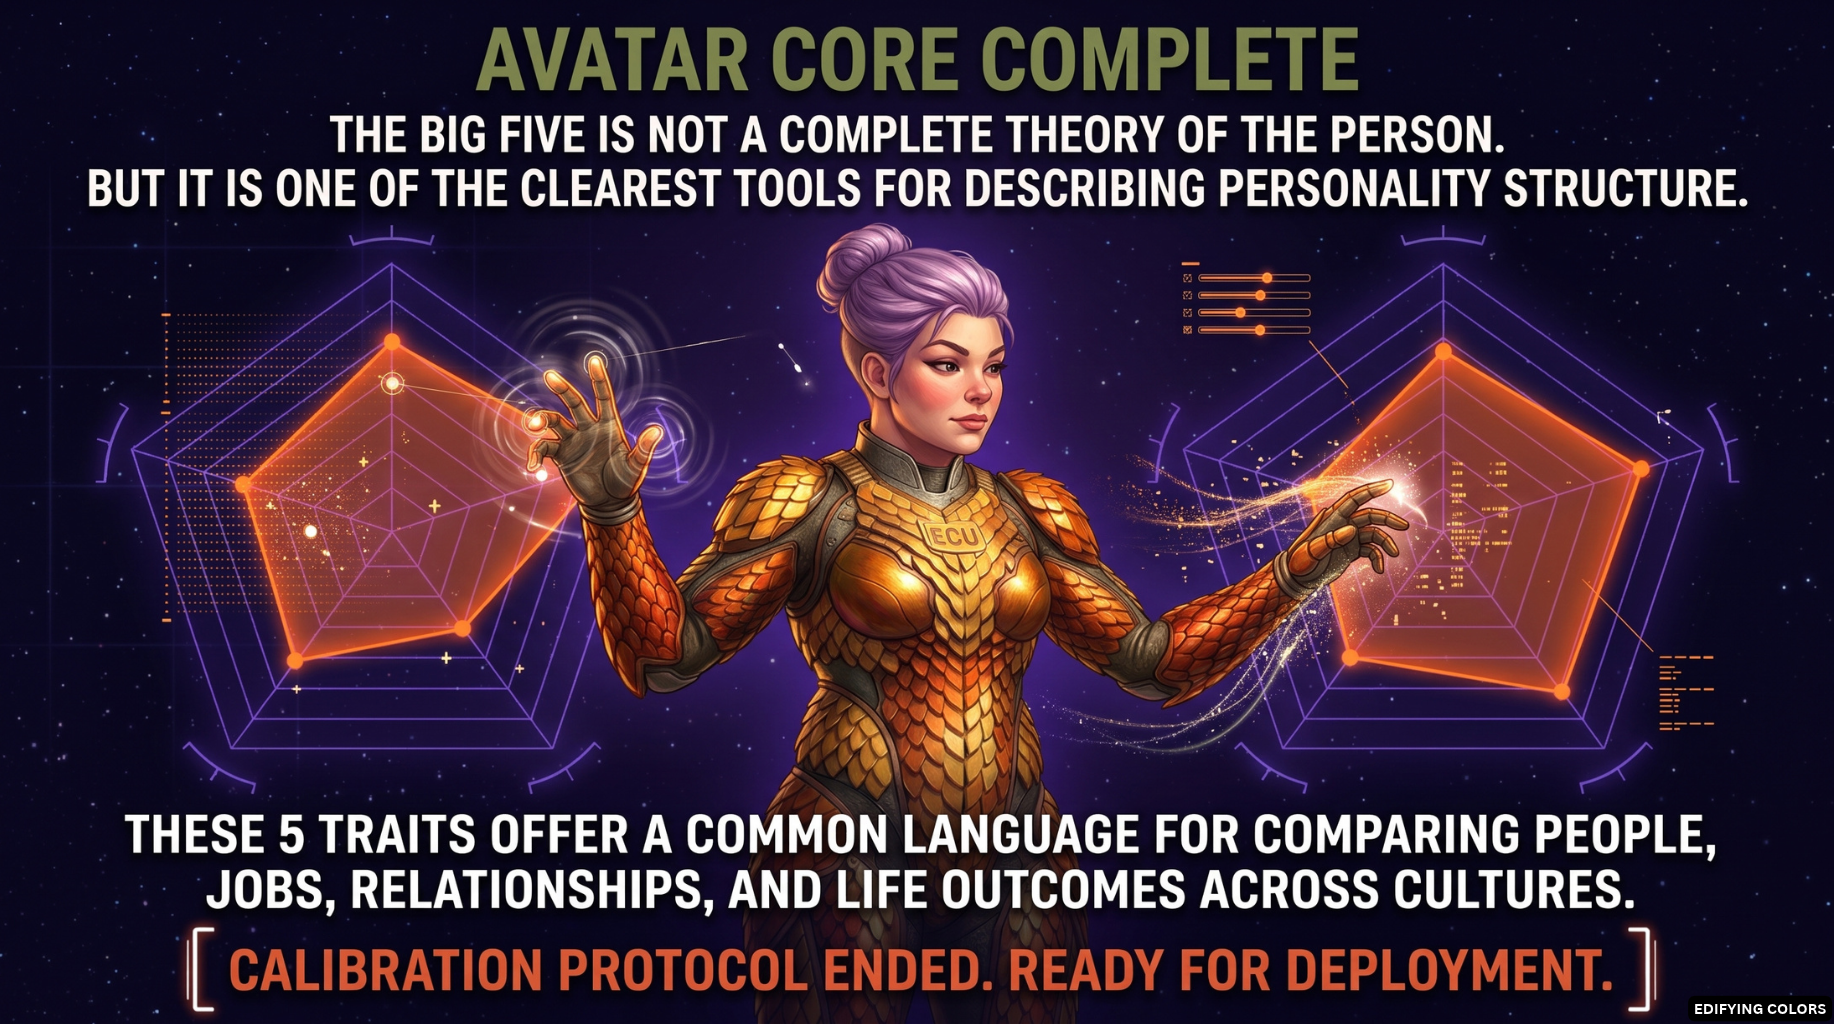 AVATAR CORE COMPLETE
THE BIG FIVE IS NOT A COMPLETE THEORY OF THE PERSON.
BUT IT IS ONE OF THE CLEAREST TOOLS FOR DESCRIBING PERSONALITY STRUCTURE.
ECU
THESE 5 TRAITS OFFER A COMMON LANGUAGE FOR COMPARING PEOPLE,
JOBS, RELATIONSHIPS, AND LIFE OUTCOMES ACROSS CULTURES.
[CALIBRATION PROTOCOL ENDED. READY FOR DEPLOYMENT.]
EDIFYING COLORS